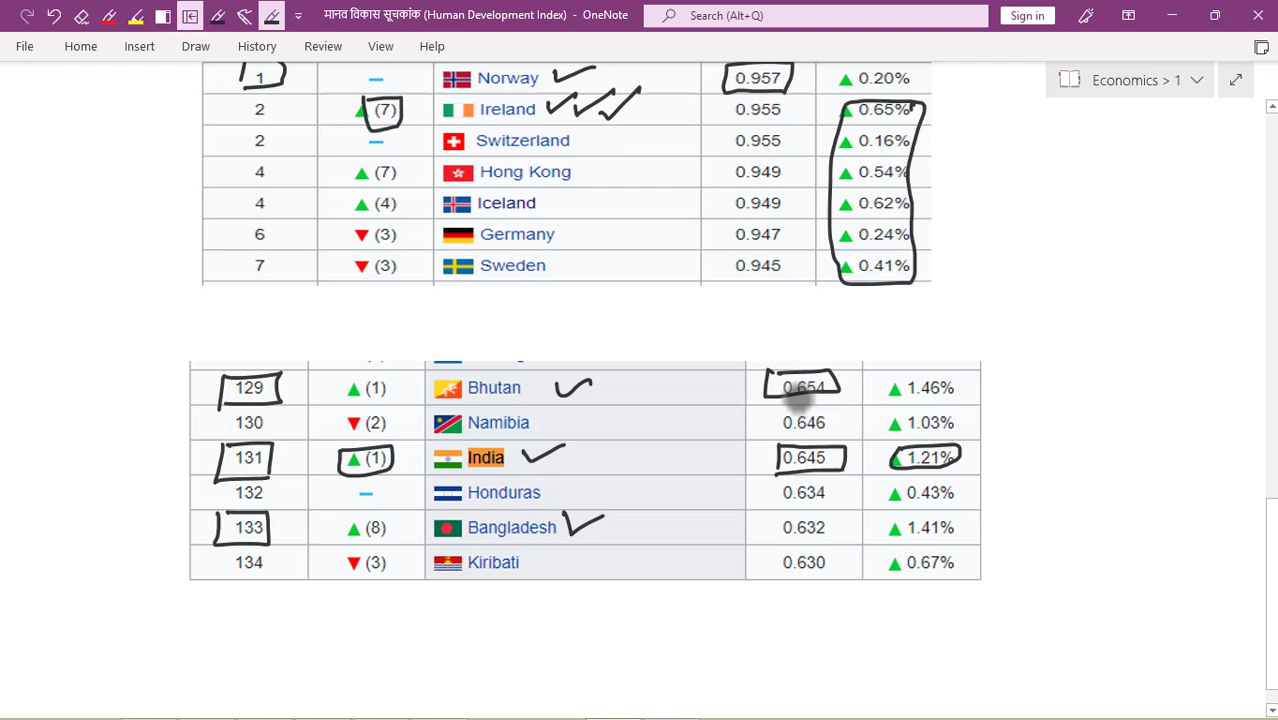 मानव विकास सूचकांक (Human Development Index) - OneNote
Search (Alt+Q)
Sign in
File Home Insert Draw History Review View Help
Economics > 1
1 – Norway 0.957 ▲ 0.20%
2 ▲ (7) Ireland 0.955 ▲ 0.65%
2 – Switzerland 0.955 ▲ 0.16%
4 ▲ (7) Hong Kong 0.949 ▲ 0.54%
4 ▲ (4) Iceland 0.949 ▲ 0.62%
6 ▼ (3) Germany 0.947 ▲ 0.24%
7 ▼ (3) Sweden 0.945 ▲ 0.41%
129 ▲ (1) Bhutan 0.654 ▲ 1.46%
130 ▼ (2) Namibia 0.646 ▲ 1.03%
131 ▲ (1) India 0.645 ▲ 1.21%
132 – Honduras 0.634 ▲ 0.43%
133 ▲ (8) Bangladesh 0.632 ▲ 1.41%
134 ▼ (3) Kiribati 0.630 ▲ 0.67%